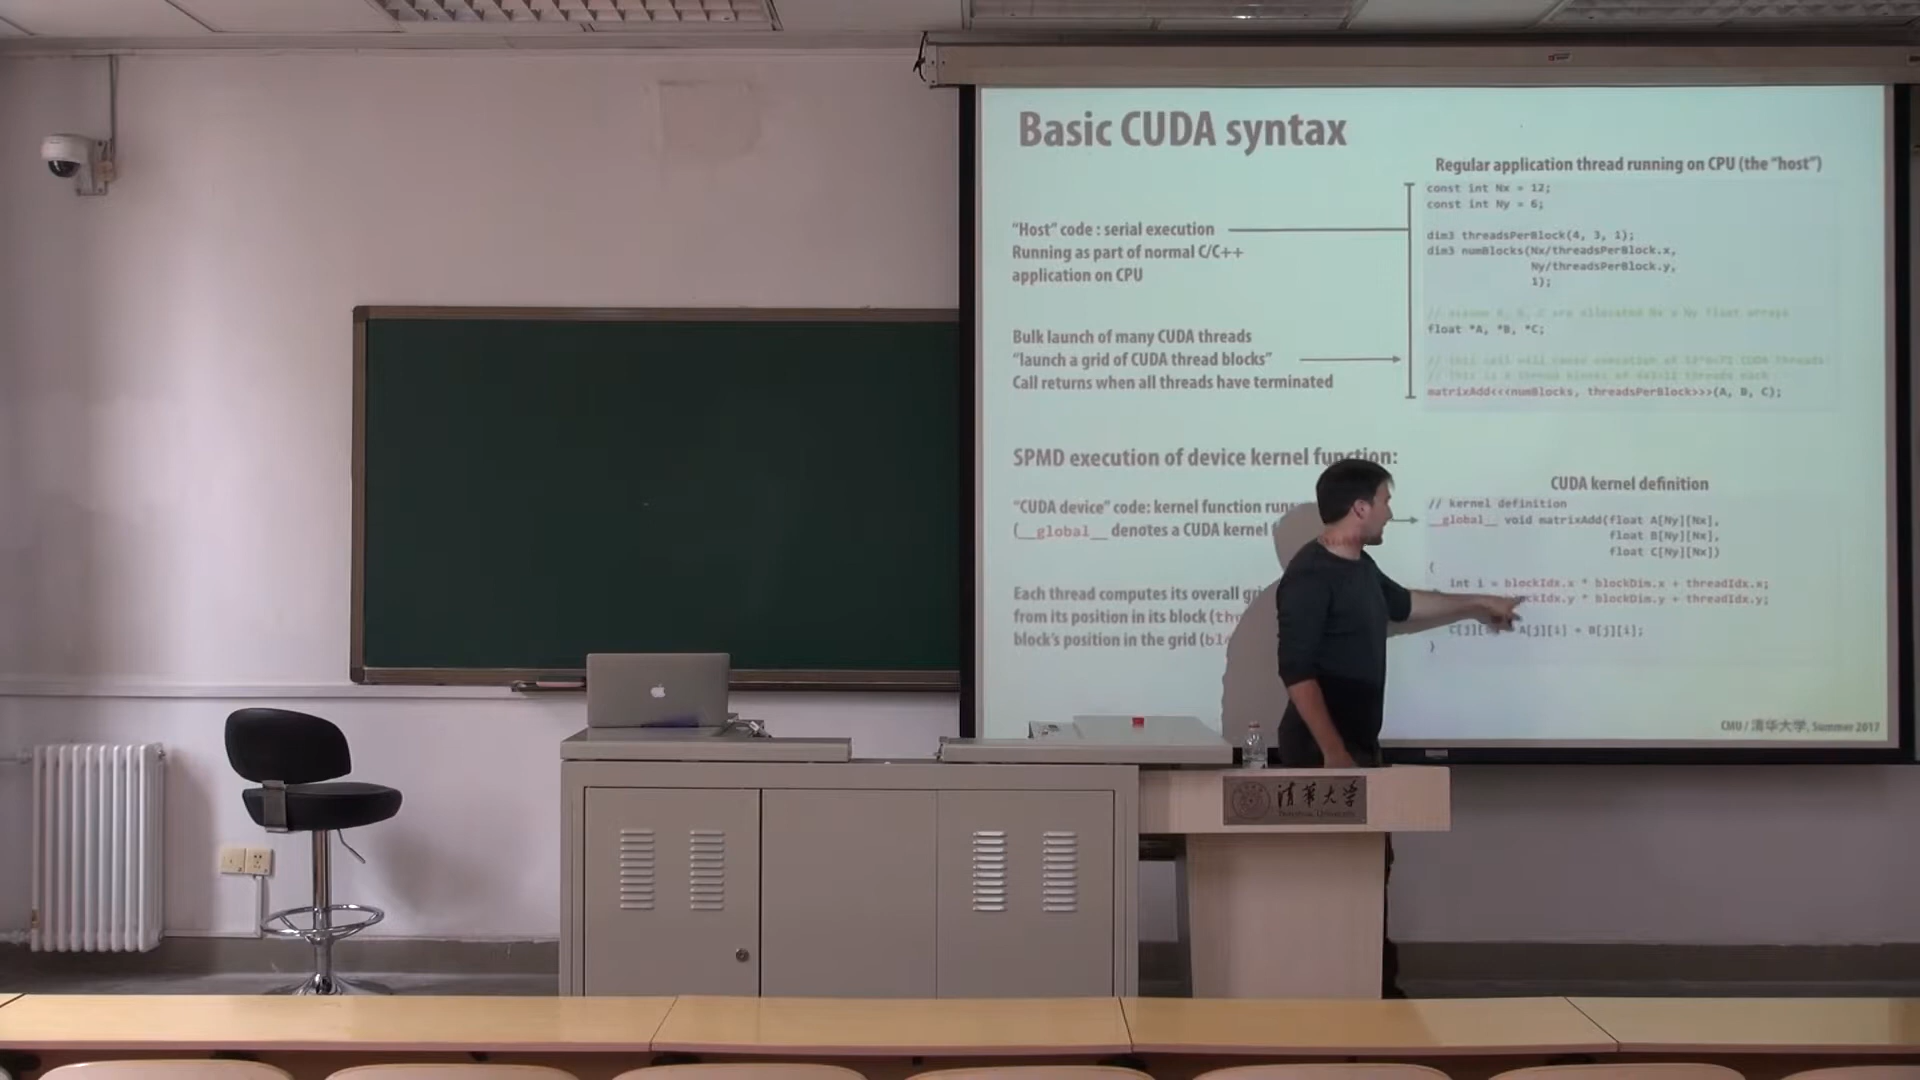 Basic CUDA syntax
Regular application thread running on CPU (the "host")
const int Nx = 12;
const int Ny = 6;
dim3 threadsPerBlock(4, 3, 1);
dim3 numBlocks(Nx/threadsPerBlock.x,
Ny/threadsPerBlock.y,
1);
float *A, *B, *C;
matrixAdd<<<numBlocks, threadsPerBlock>>>(A, B, C);
"Host" code : serial execution
Running as part of normal C/C++
application on CPU
Bulk launch of many CUDA threads
"launch a grid of CUDA thread blocks"
Call returns when all threads have terminated
SPMD execution of device kernel function:
"CUDA device" code: kernel function runs
(__global__ denotes a CUDA kernel
Each thread computes its overall
from its position in its block
block's position in the grid
CUDA kernel definition
// kernel definition
__global__ void matrixAdd(float A[Ny][Nx],
float B[Ny][Nx],
float C[Ny][Nx])
{
int i = blockIdx.x * blockDim.x + threadIdx.x;
* blockDim.y + threadIdx.y;
A[j][i] + B[j][i];
}
CMU / 清华大学, Summer 2017
清华大学
Tsinghua University